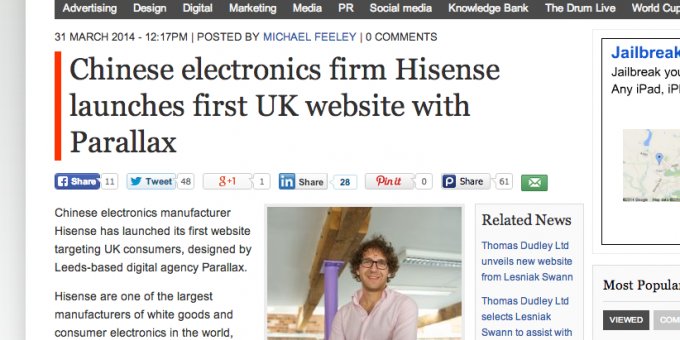 Advertising Design Digital Marketing Media PR Social media Knowledge Bank The Drum Live World Cup
31 MARCH 2014 - 12:17PM | POSTED BY MICHAEL FEELEY | 0 COMMENTS
Chinese electronics firm Hisense
launches first UK website with
Parallax
Share 11 Tweet 48 g+1 1 in Share 28 Pin it 0 Share 61
Chinese electronics manufacturer
Hisense has launched its first website
targeting UK consumers, designed by
Leeds-based digital agency Parallax.
Hisense are one of the largest
manufacturers of white goods and
consumer electronics in the world,
Related News
Thomas Dudley Ltd
unveils new website
from Lesniak Swann
Thomas Dudley Ltd
selects Lesniak
Swann to assist with
Jailbreak
Jailbreak you
Any iPad, iP
Most Popula
VIEWED COM